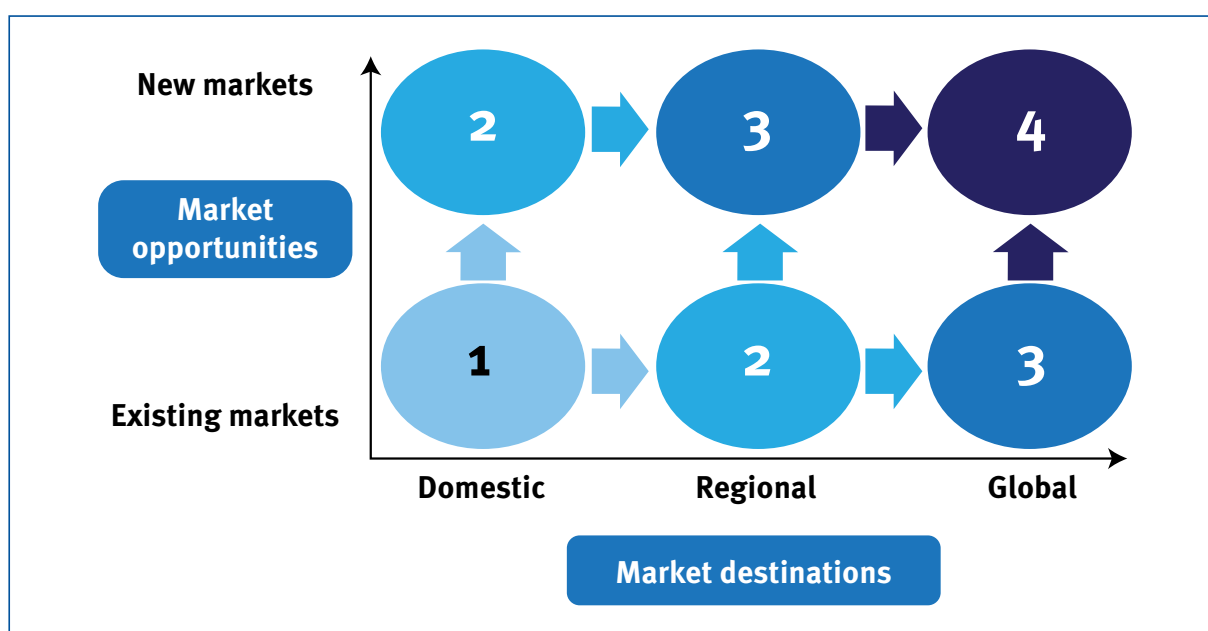 New markets
2
3
4
Market
opportunities
1
2
3
Existing markets
Domestic
Regional
Global
Market destinations